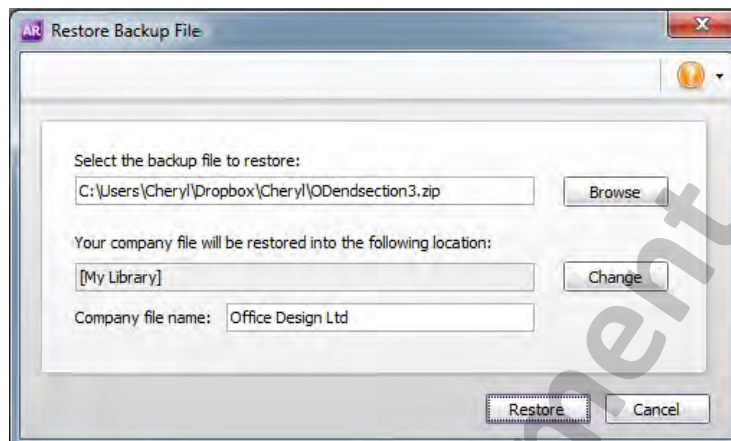 AR Restore Backup File
Select the backup file to restore:
C:\Users\Cheryl\Dropbox\Cheryl\ODendsection3.zip Browse
Your company file will be restored into the following location:
[My Library] Change
Company file name: Office Design Ltd
Restore Cancel